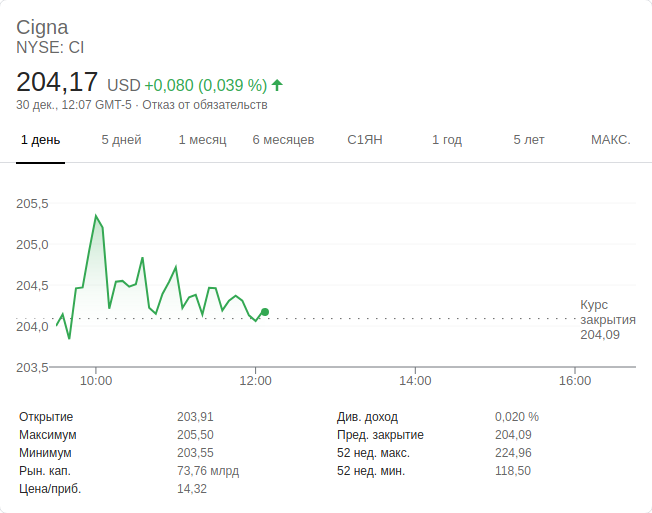 Cigna
NYSE: CI
204,17 USD +0,080 (0,039 %)
30 дек., 12:07 GMT-5 · Отказ от обязательств
1 день 5 дней 1 месяц 6 месяцев С1ЯН 1 год 5 лет МАКС.
205,5
205,0
204,5
204,0
203,5
Курс
закрытия
204,09
10:00 12:00 14:00 16:00
Открытие 203,91 Див. доход 0,020 %
Максимум 205,50 Пред. закрытие 204,09
Минимум 203,55 52 нед. макс. 224,96
Рын. кап. 73,76 млрд 52 нед. мин. 118,50
Цена/приб. 14,32